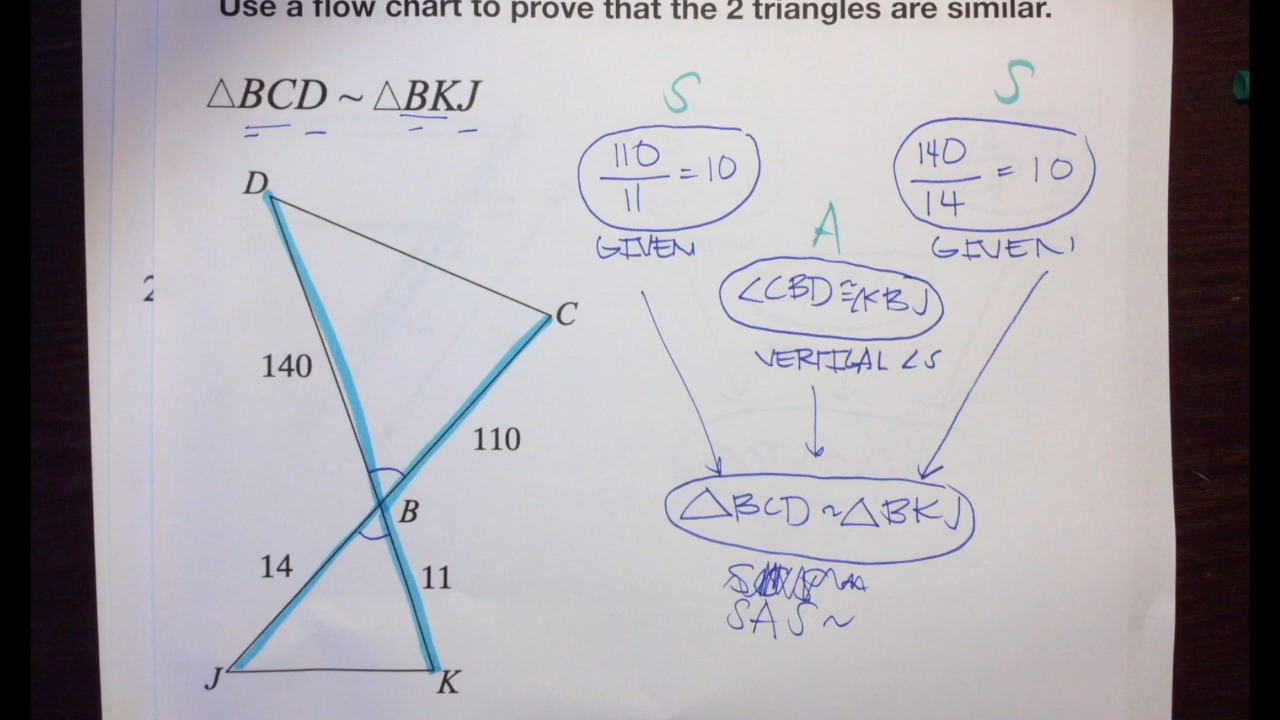 Use a flow chart to prove that the 2 triangles are similar.
△BCD ~ △BKJ
S
S
110/11 = 10
140/14 = 10
GIVEN
GIVEN
A
∠CBD ≅ ∠KBJ
VERTICAL ∠S
D
C
140
110
B
14
11
J
K
2
△BCD ~ △BKJ
SAS ~